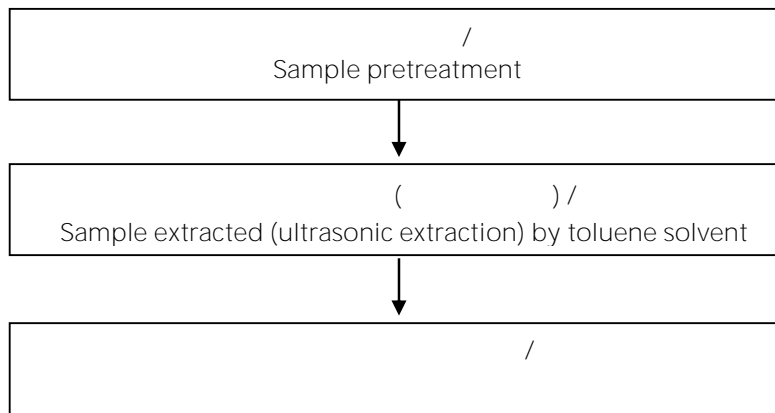 /
Sample pretreatment
( ) /
Sample extracted (ultrasonic extraction) by toluene solvent
/